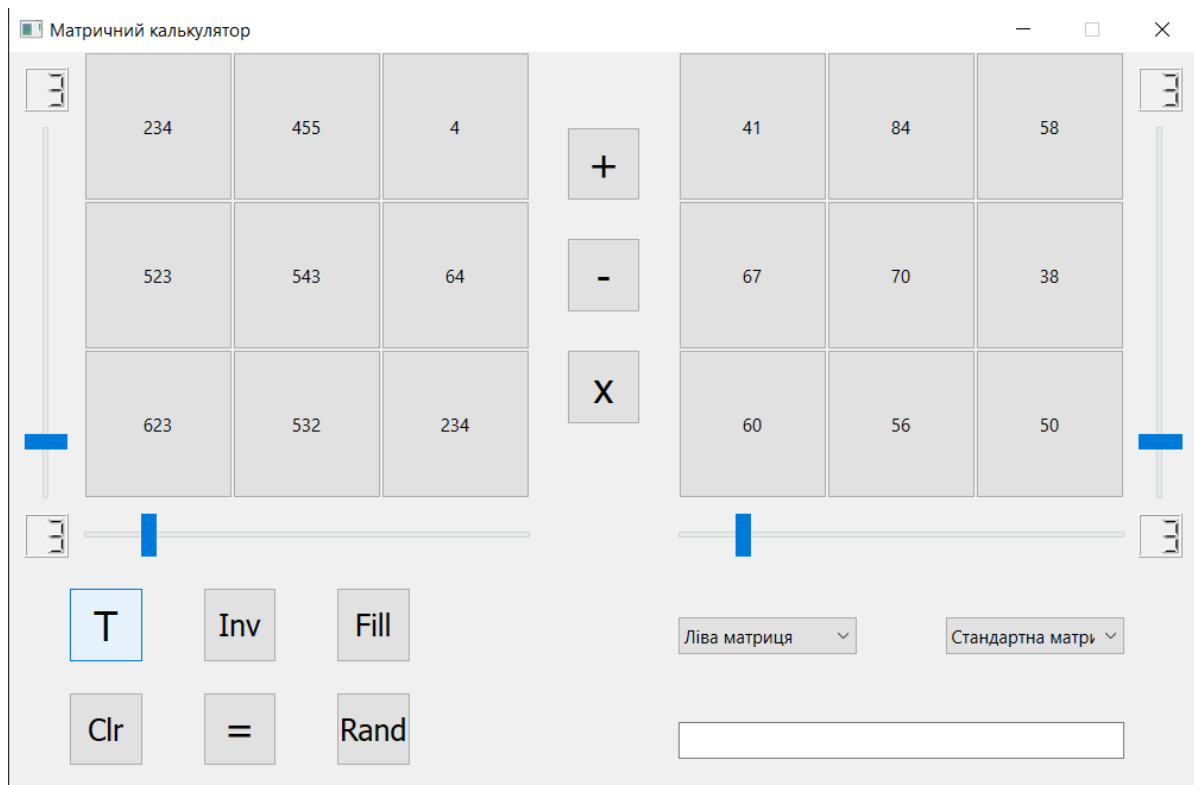 Матричний калькулятор
3 234 455 4 + 41 84 58 3
523 543 64 - 67 70 38
623 532 234 x 60 56 50
3 3
T Inv Fill Ліва матриця Стандартна матри
Clr = Rand